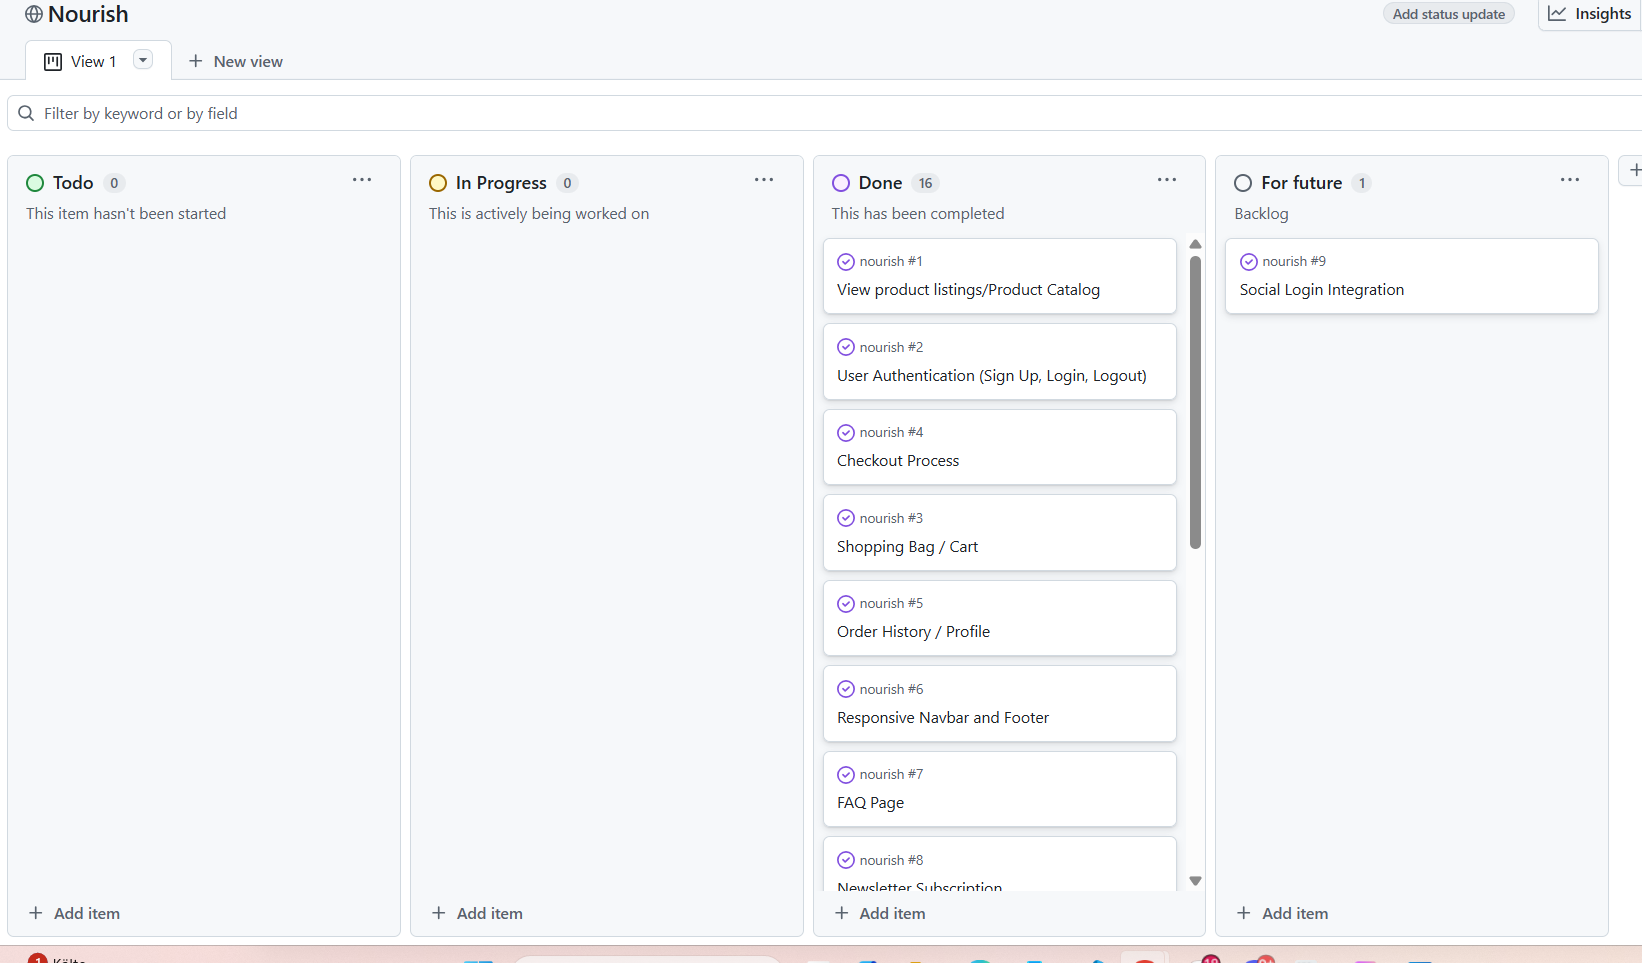 Nourish
Add status update
Insights
View 1
New view
Filter by keyword or by field
Todo 0
This item hasn't been started
Add item
In Progress 0
This is actively being worked on
Add item
Done 16
This has been completed
nourish #1
View product listings/Product Catalog
nourish #2
User Authentication (Sign Up, Login, Logout)
nourish #4
Checkout Process
nourish #3
Shopping Bag / Cart
nourish #5
Order History / Profile
nourish #6
Responsive Navbar and Footer
nourish #7
FAQ Page
nourish #8
Newsletter Subscription
Add item
For future 1
Backlog
nourish #9
Social Login Integration
Add item
1